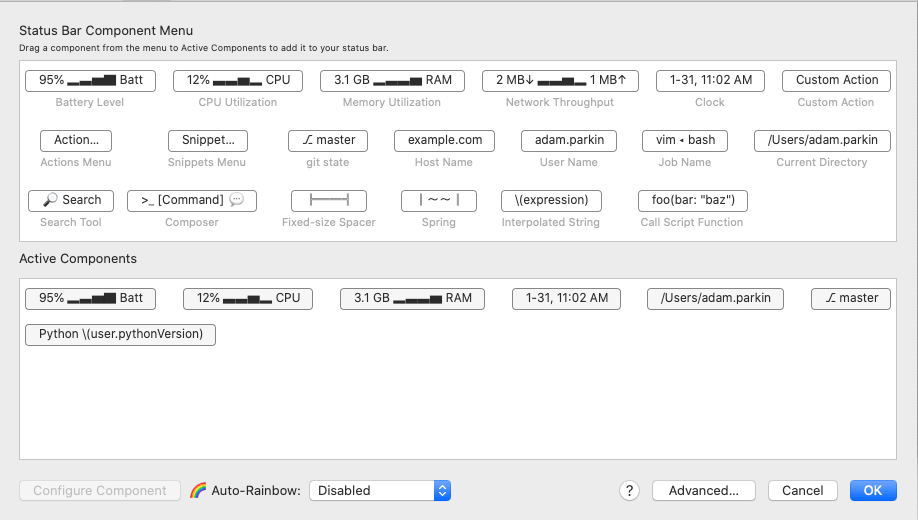 Status Bar Component Menu
Drag a component from the menu to Active Components to add it to your status bar.
95% Batt 12% CPU 3.1 GB RAM 2 MB↓ 1 MB↑ 1-31, 11:02 AM Custom Action
Battery Level CPU Utilization Memory Utilization Network Throughput Clock Custom Action
Action... Snippet... master example.com adam.parkin vim ◂ bash /Users/adam.parkin
Actions Menu Snippets Menu git state Host Name User Name Job Name Current Directory
Search >_ [Command] \(expression) foo(bar: "baz")
Search Tool Composer Fixed-size Spacer Spring Interpolated String Call Script Function
Active Components
95% Batt 12% CPU 3.1 GB RAM 1-31, 11:02 AM /Users/adam.parkin master
Python \(user.pythonVersion)
Configure Component Auto-Rainbow: Disabled ? Advanced... Cancel OK